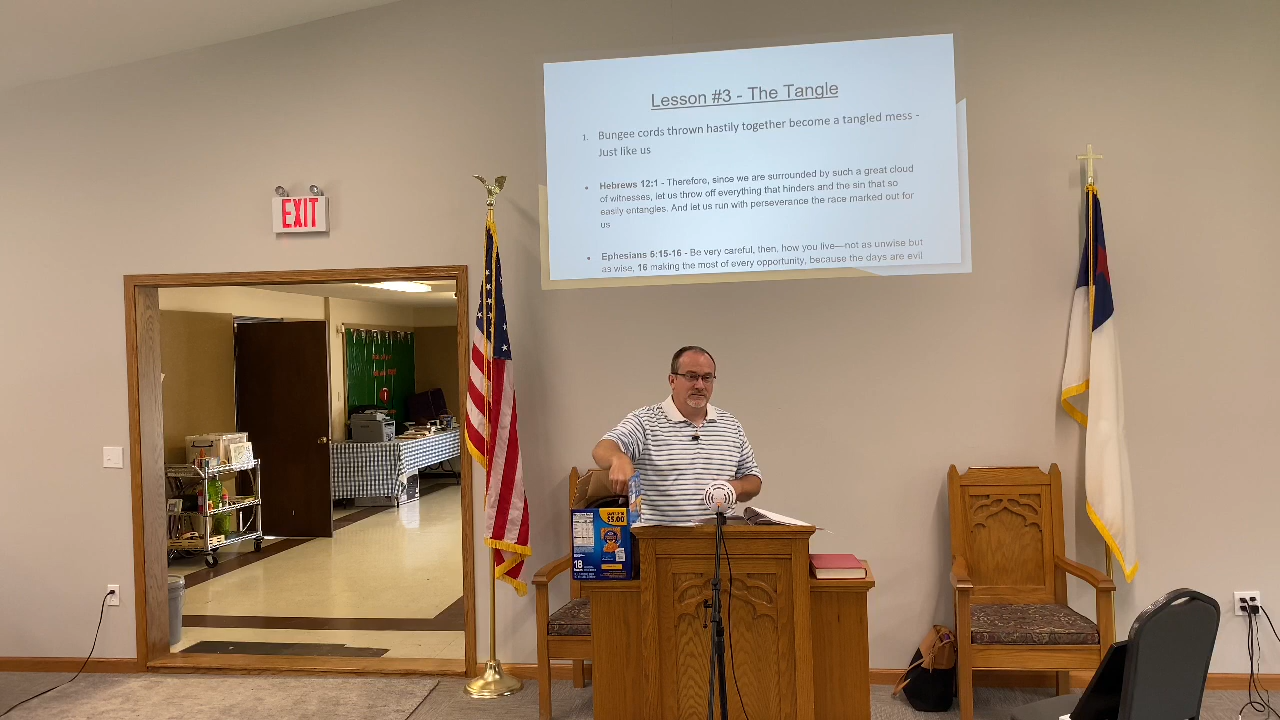 Lesson #3 - The Tangle
1. Bungee cords thrown hastily together become a tangled mess -
Just like us
• Hebrews 12:1 - Therefore, since we are surrounded by such a great cloud
of witnesses, let us throw off everything that hinders and the sin that so
easily entangles. And let us run with perseverance the race marked out for
us
• Ephesians 5:15-16 - Be very careful, then, how you live—not as unwise but
as wise, 16 making the most of every opportunity, because the days are evil
EXIT
$5.00
18